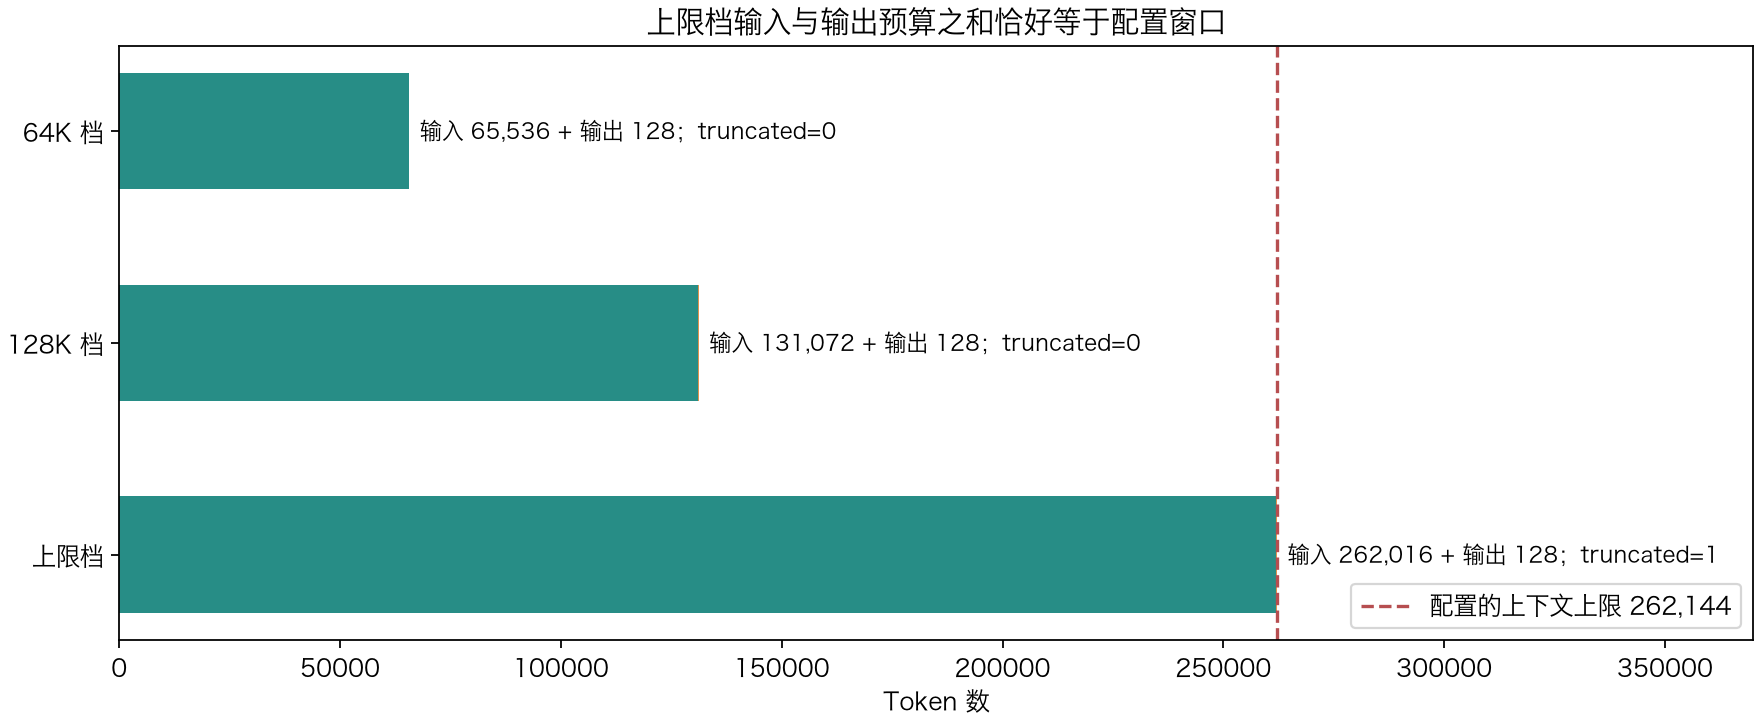 上限档输入与输出预算之和恰好等于配置窗口
64K 档
输入 65,536 + 输出 128；truncated=0
128K 档
输入 131,072 + 输出 128；truncated=0
上限档
输入 262,016 + 输出 128；truncated=1
配置的上下文上限 262,144
0 50000 100000 150000 200000 250000 300000 350000
Token 数